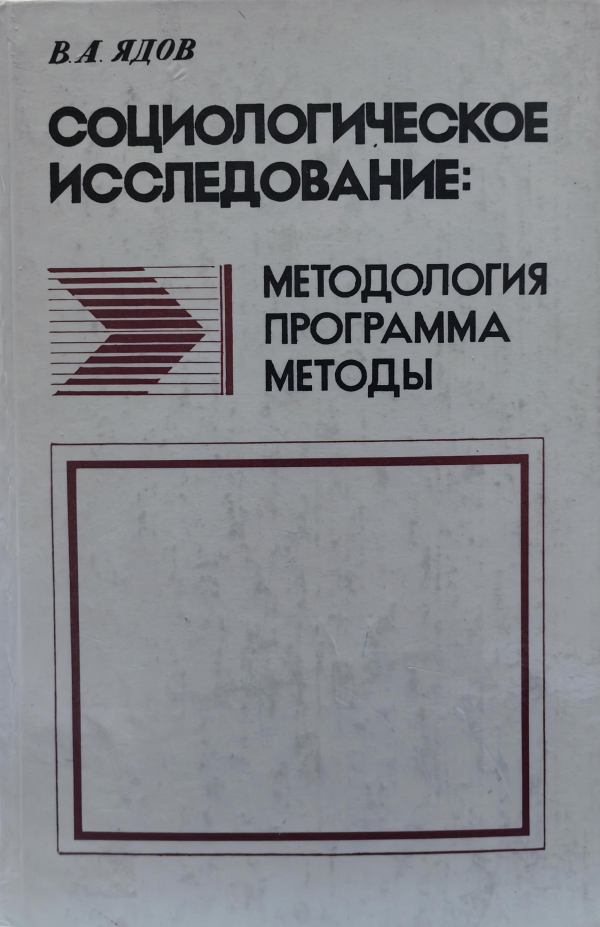 В. А. ЯДОВ
СОЦИОЛОГИЧЕСКОЕ
ИССЛЕДОВАНИЕ:
МЕТОДОЛОГИЯ
ПРОГРАММА
МЕТОДЫ